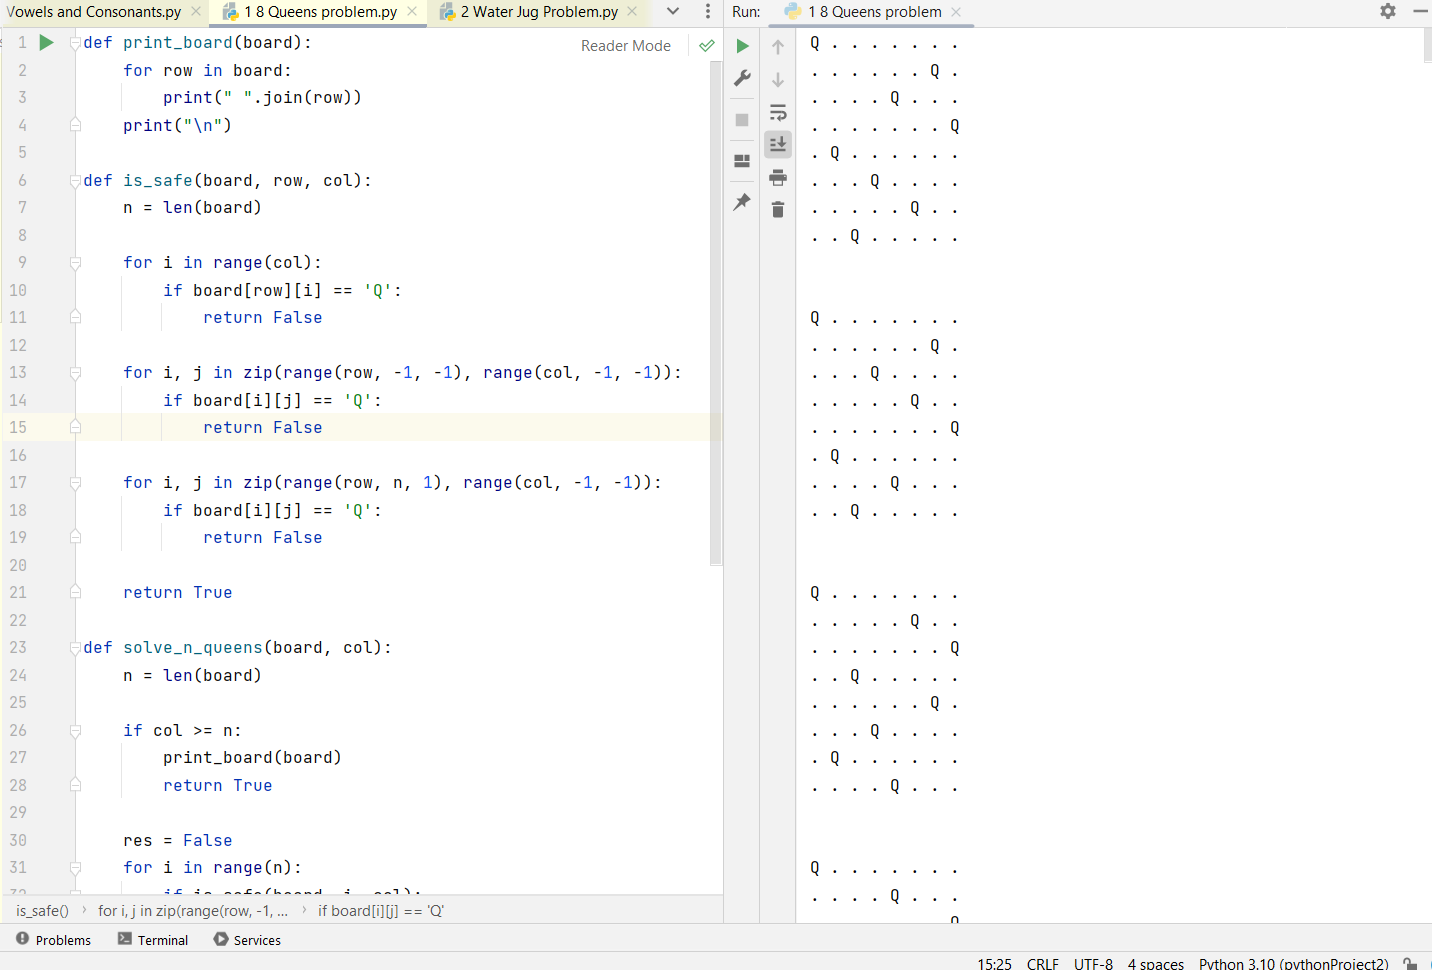 Vowels and Consonants.py 1 8 Queens problem.py 2 Water Jug Problem.py
Run: 1 8 Queens problem
Reader Mode
1 def print_board(board):
2     for row in board:
3         print(" ".join(row))
4     print("\n")
5
6 def is_safe(board, row, col):
7     n = len(board)
8
9     for i in range(col):
10         if board[row][i] == 'Q':
11             return False
12
13     for i, j in zip(range(row, -1, -1), range(col, -1, -1)):
14         if board[i][j] == 'Q':
15             return False
16
17     for i, j in zip(range(row, n, 1), range(col, -1, -1)):
18         if board[i][j] == 'Q':
19             return False
20
21     return True
22
23 def solve_n_queens(board, col):
24     n = len(board)
25
26     if col >= n:
27         print_board(board)
28         return True
29
30     res = False
31     for i in range(n):
32         if is_safe(board, i, col):
is_safe() › for i, j in zip(range(row, -1, ... › if board[i][j] == 'Q'
Q . . . . . . .
. . . . . . Q .
. . . . Q . . .
. . . . . . . Q
. Q . . . . . .
. . . Q . . . .
. . . . . Q . .
. . Q . . . . .
Q . . . . . . .
. . . . . . Q .
. . . Q . . . .
. . . . . Q . .
. . . . . . . Q
. Q . . . . . .
. . . . Q . . .
. . Q . . . . .
Q . . . . . . .
. . . . . Q . .
. . . . . . . Q
. . Q . . . . .
. . . . . . Q .
. . . Q . . . .
. Q . . . . . .
. . . . Q . . .
Q . . . . . . .
. . . . Q . . .
Problems Terminal Services
15:25 CRLF UTF-8 4 spaces Python 3.10 (pythonProject2)